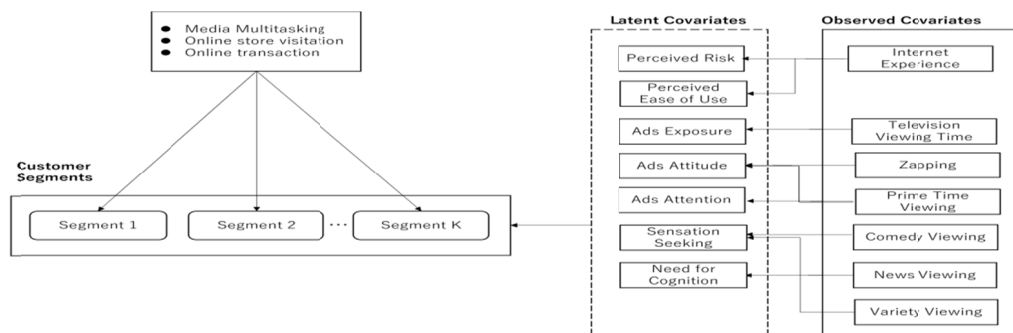 Media Multitasking
Online store visitation
Online transaction
Customer
Segments
Segment 1
Segment 2
...
Segment K
Latent Covariates
Perceived Risk
Perceived
Ease of Use
Ads Exposure
Ads Attitude
Ads Attention
Sensation
Seeking
Need for
Cognition
Observed Covariates
Internet
Experience
Television
Viewing Time
Zapping
Prime Time
Viewing
Comedy Viewing
News Viewing
Variety Viewing